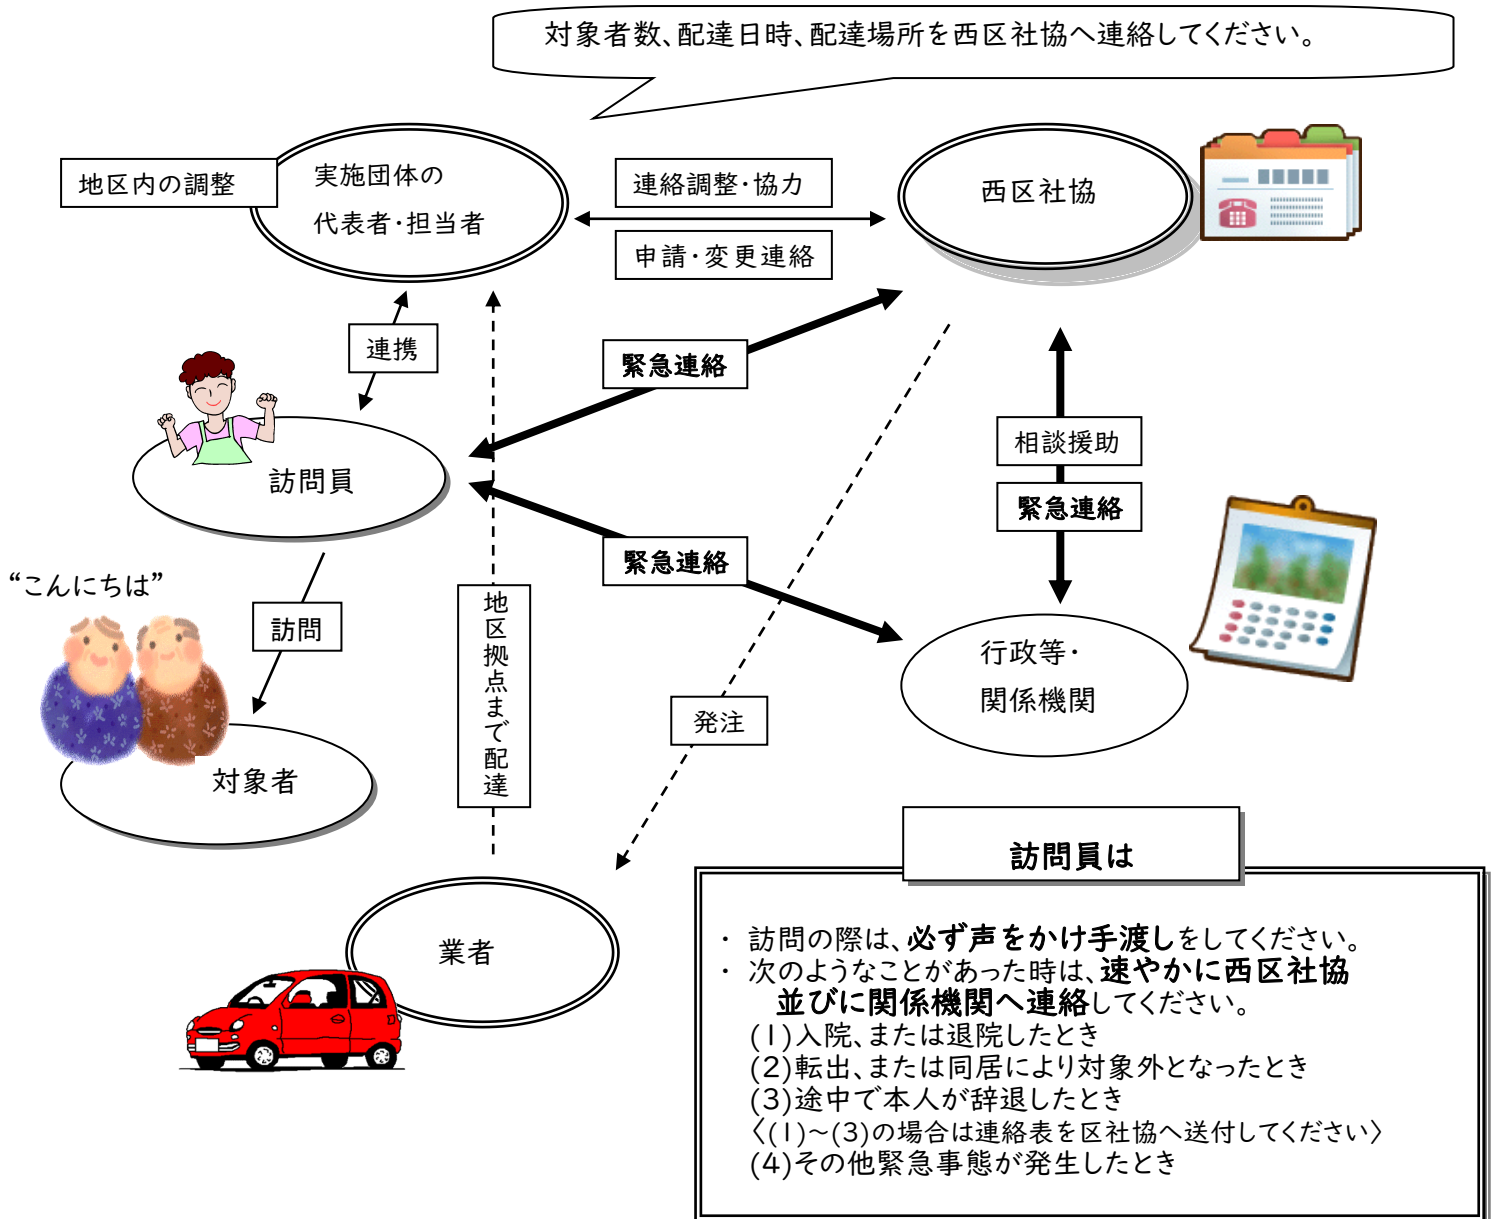 対象者数、配達日時、配達場所を西区社協へ連絡してください。
地区内の調整
実施団体の
代表者・担当者
連絡調整・協力
申請・変更連絡
西区社協
連携
緊急連絡
相談援助
緊急連絡
訪問員
緊急連絡
“こんにちは”
訪問
地区拠点まで配達
行政等・
関係機関
発注
対象者
業者
訪問員は
・ 訪問の際は、必ず声をかけ手渡しをしてください。
・ 次のようなことがあった時は、速やかに西区社協
並びに関係機関へ連絡してください。
(1)入院、または退院したとき
(2)転出、または同居により対象外となったとき
(3)途中で本人が辞退したとき
〈(1)~(3)の場合は連絡表を区社協へ送付してください〉
(4)その他緊急事態が発生したとき